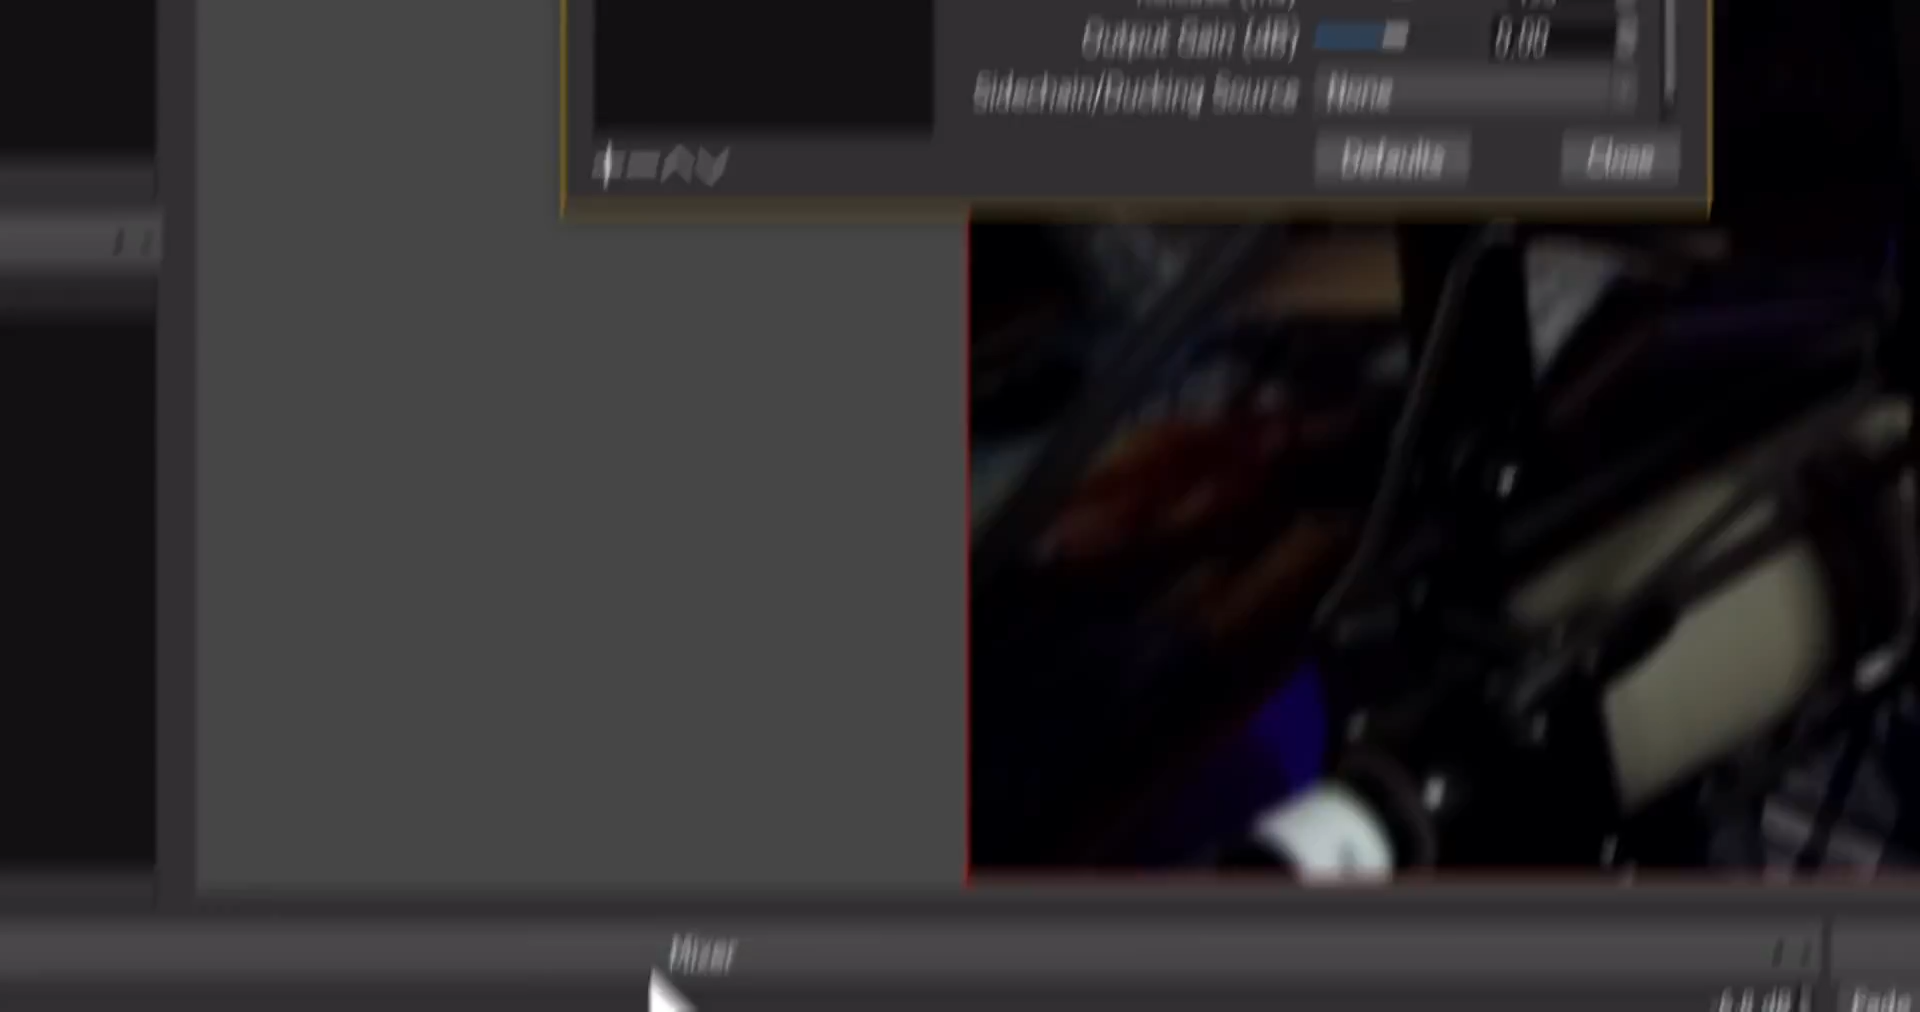 Output Gain (dB) 0.00
Sidechain/Ducking Source None
Defaults Close
Mixer